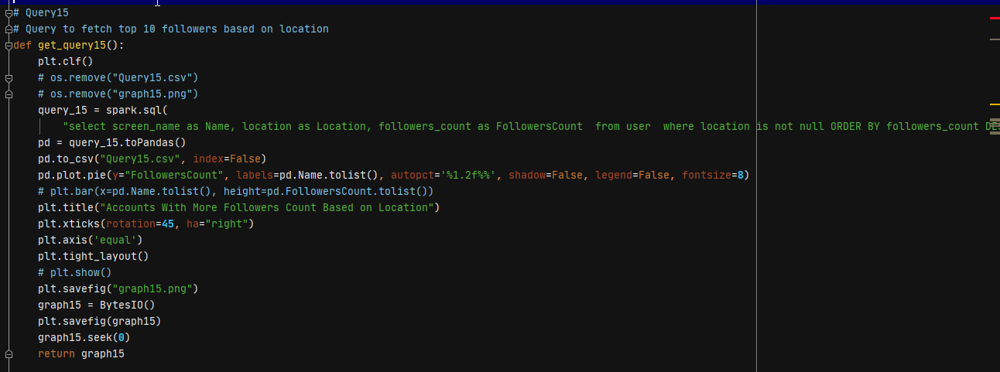 # Query15
# Query to fetch top 10 followers based on location
def get_query15():
    plt.clf()
    # os.remove("Query15.csv")
    # os.remove("graph15.png")
    query_15 = spark.sql(
        "select screen_name as Name, location as Location, followers_count as FollowersCount  from user  where location is not null ORDER BY followers_count DES
    pd = query_15.toPandas()
    pd.to_csv("Query15.csv", index=False)
    pd.plot.pie(y="FollowersCount", labels=pd.Name.tolist(), autopct='%1.2f%%', shadow=False, legend=False, fontsize=8)
    # plt.bar(x=pd.Name.tolist(), height=pd.FollowersCount.tolist())
    plt.title("Accounts With More Followers Count Based on Location")
    plt.xticks(rotation=45, ha="right")
    plt.axis('equal')
    plt.tight_layout()
    # plt.show()
    plt.savefig("graph15.png")
    graph15 = BytesIO()
    plt.savefig(graph15)
    graph15.seek(0)
    return graph15